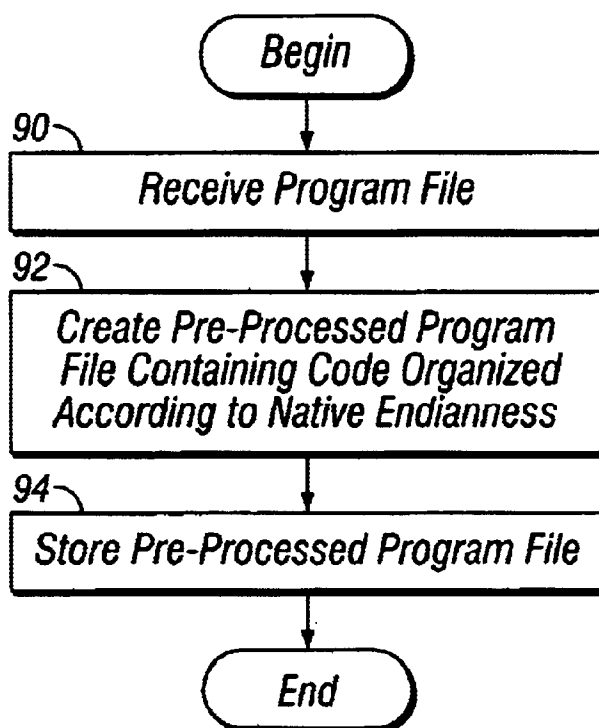 Begin
90
Receive Program File
92
Create Pre-Processed Program
File Containing Code Organized
According to Native Endianness
94
Store Pre-Processed Program File
End